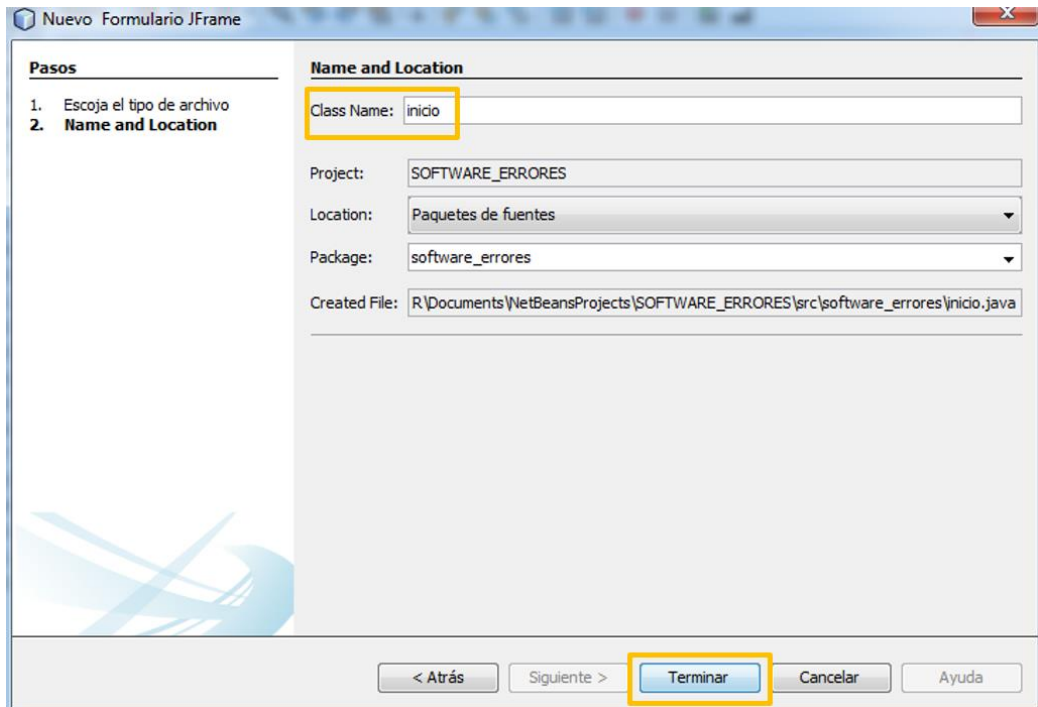 Nuevo Formulario JFrame
Pasos
1. Escoja el tipo de archivo
2. Name and Location
Name and Location
Class Name: inicio
Project: SOFTWARE_ERRORES
Location: Paquetes de fuentes
Package: software_errores
Created File: R\Documents\NetBeansProjects\SOFTWARE_ERRORES\src\software_errores\inicio.java
< Atrás Siguiente > Terminar Cancelar Ayuda